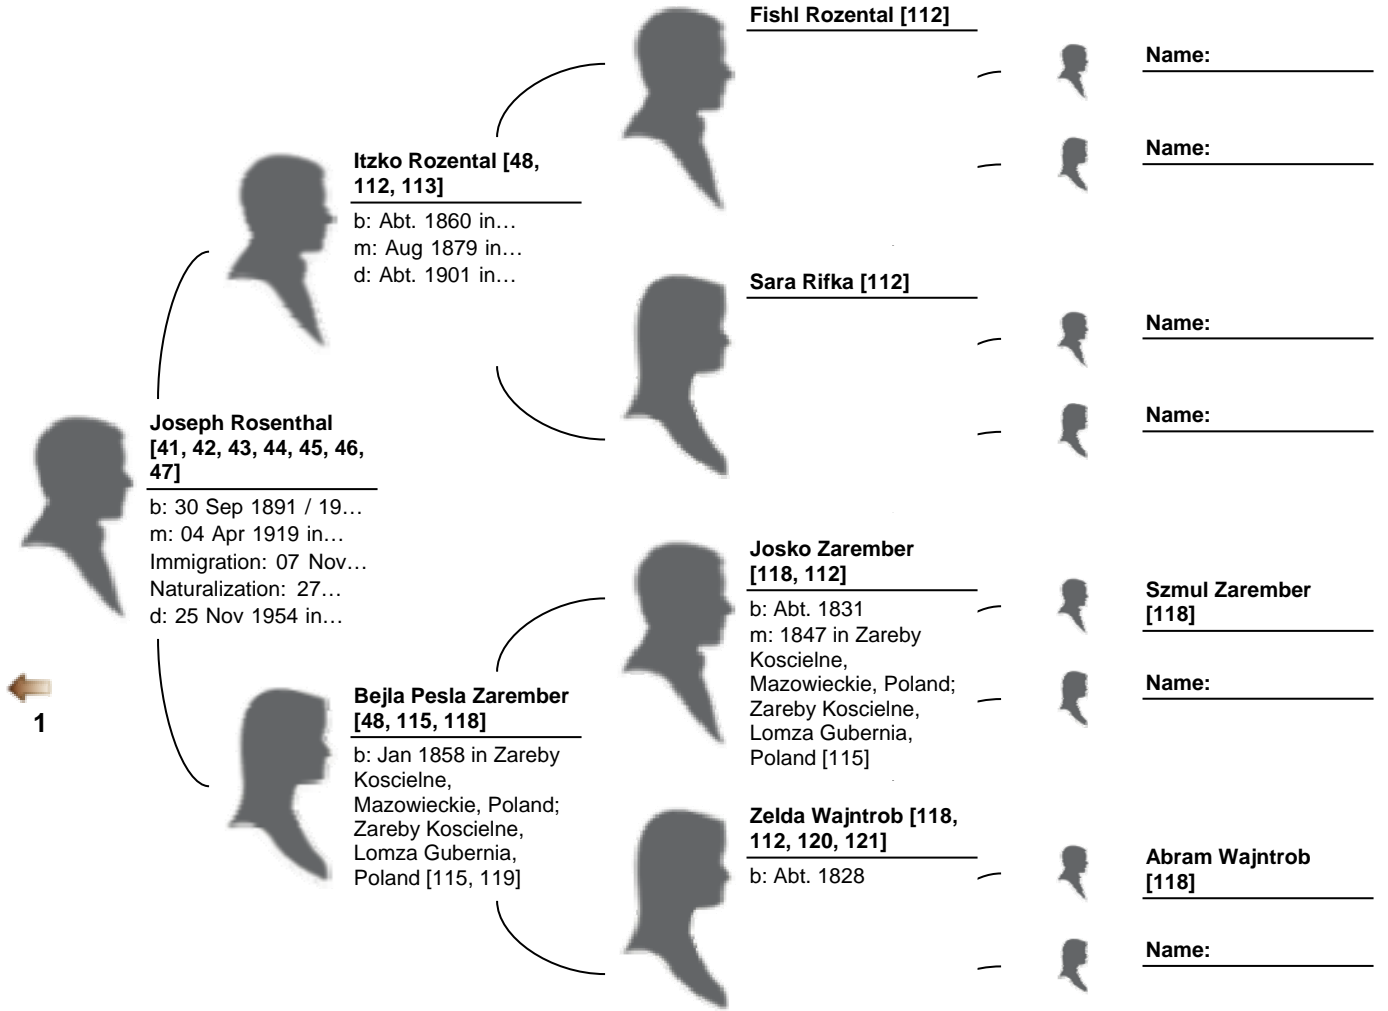 Fishl Rozental [112]
Name:
Name:
Itzko Rozental [48,
112, 113]
b: Abt. 1860 in…
m: Aug 1879 in…
d: Abt. 1901 in…
Sara Rifka [112]
Name:
Name:
Joseph Rosenthal
[41, 42, 43, 44, 45, 46,
47]
b: 30 Sep 1891 / 19…
m: 04 Apr 1919 in…
Immigration: 07 Nov…
Naturalization: 27…
d: 25 Nov 1954 in…
1
Josko Zarember
[118, 112]
b: Abt. 1831
m: 1847 in Zareby
Koscielne,
Mazowieckie, Poland;
Zareby Koscielne,
Lomza Gubernia,
Poland [115]
Szmul Zarember
[118]
Name:
Bejla Pesla Zarember
[48, 115, 118]
b: Jan 1858 in Zareby
Koscielne,
Mazowieckie, Poland;
Zareby Koscielne,
Lomza Gubernia,
Poland [115, 119]
Zelda Wajntrob [118,
112, 120, 121]
b: Abt. 1828
Abram Wajntrob
[118]
Name: